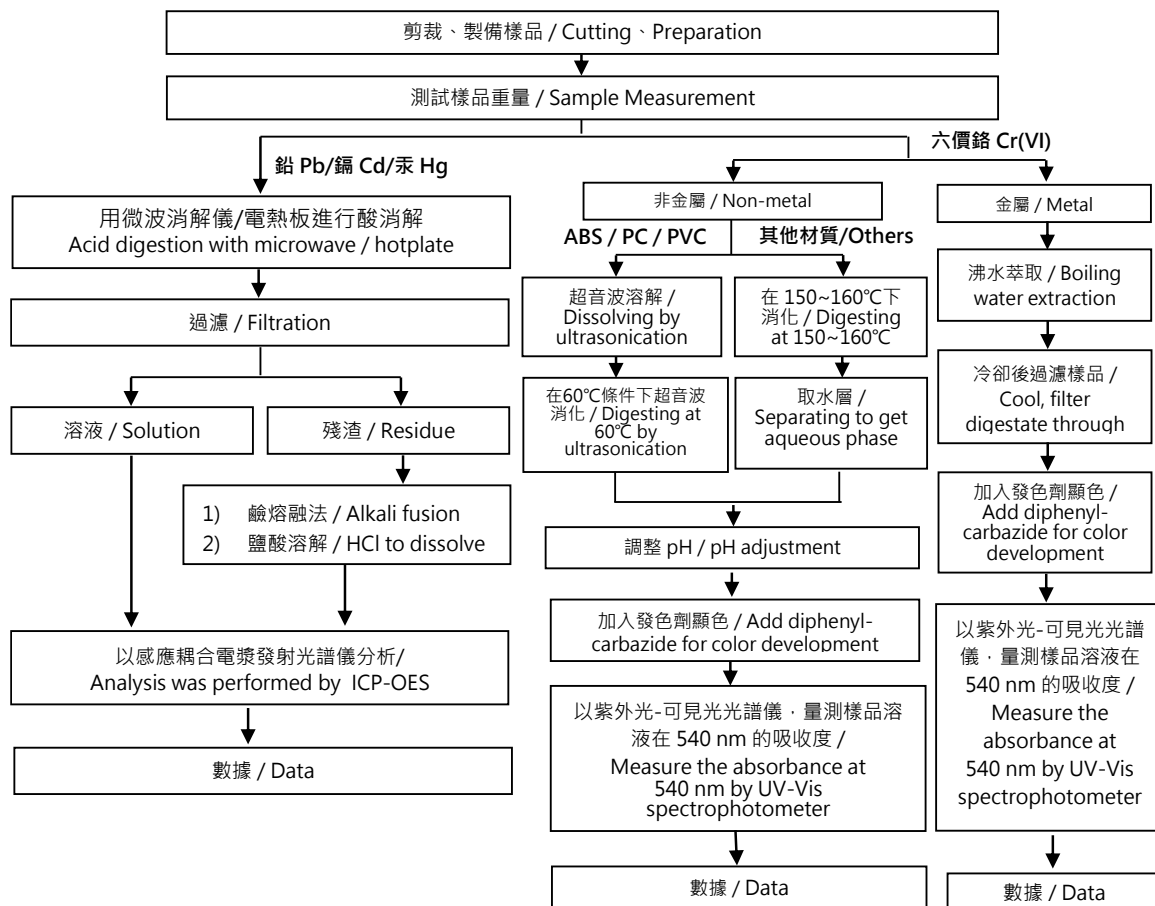 剪裁、製備樣品 / Cutting、Preparation
測試樣品重量 / Sample Measurement
鉛 Pb/鎘 Cd/汞 Hg
用微波消解儀/電熱板進行酸消解
Acid digestion with microwave / hotplate
過濾 / Filtration
溶液 / Solution
殘渣 / Residue
1) 鹼熔融法 / Alkali fusion
2) 鹽酸溶解 / HCl to dissolve
以感應耦合電漿發射光譜儀分析/
Analysis was performed by ICP-OES
數據 / Data
六價鉻 Cr(VI)
非金屬 / Non-metal
ABS / PC / PVC
超音波溶解 /
Dissolving by
ultrasonication
在60℃條件下超音波
消化 / Digesting at
60℃ by
ultrasonication
其他材質/Others
在 150~160℃下
消化 / Digesting
at 150~160℃
取水層 /
Separating to get
aqueous phase
調整 pH / pH adjustment
加入發色劑顯色 / Add diphenyl-
carbazide for color development
以紫外光-可見光光譜儀，量測樣品溶
液在 540 nm 的吸收度 /
Measure the absorbance at
540 nm by UV-Vis
spectrophotometer
數據 / Data
金屬 / Metal
沸水萃取 / Boiling
water extraction
冷卻後過濾樣品 /
Cool, filter
digestate through
加入發色劑顯色 /
Add diphenyl-
carbazide for color
development
以紫外光-可見光光譜
儀，量測樣品溶液在
540 nm 的吸收度 /
Measure the
absorbance at
540 nm by UV-Vis
spectrophotometer
數據 / Data